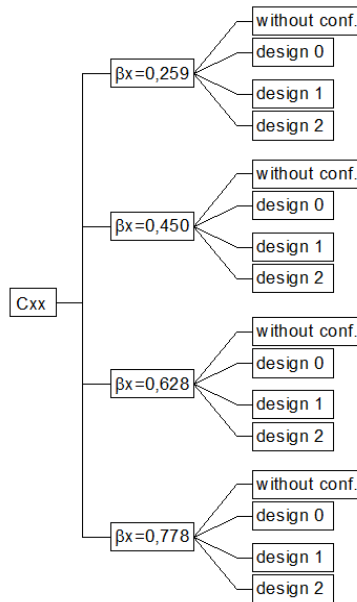 Cxx
βx=0,259
without conf.
design 0
design 1
design 2
βx=0,450
without conf.
design 0
design 1
design 2
βx=0,628
without conf.
design 0
design 1
design 2
βx=0,778
without conf.
design 0
design 1
design 2